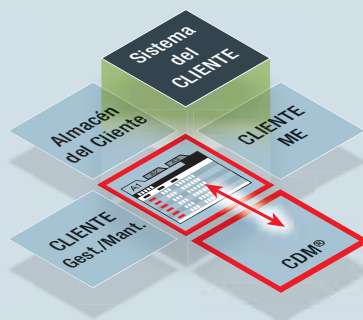 Sistema
del
CLIENTE
Almacén
del Cliente
CLIENTE
ME
A1
CLIENTE
Gest./Mant.
CDM®